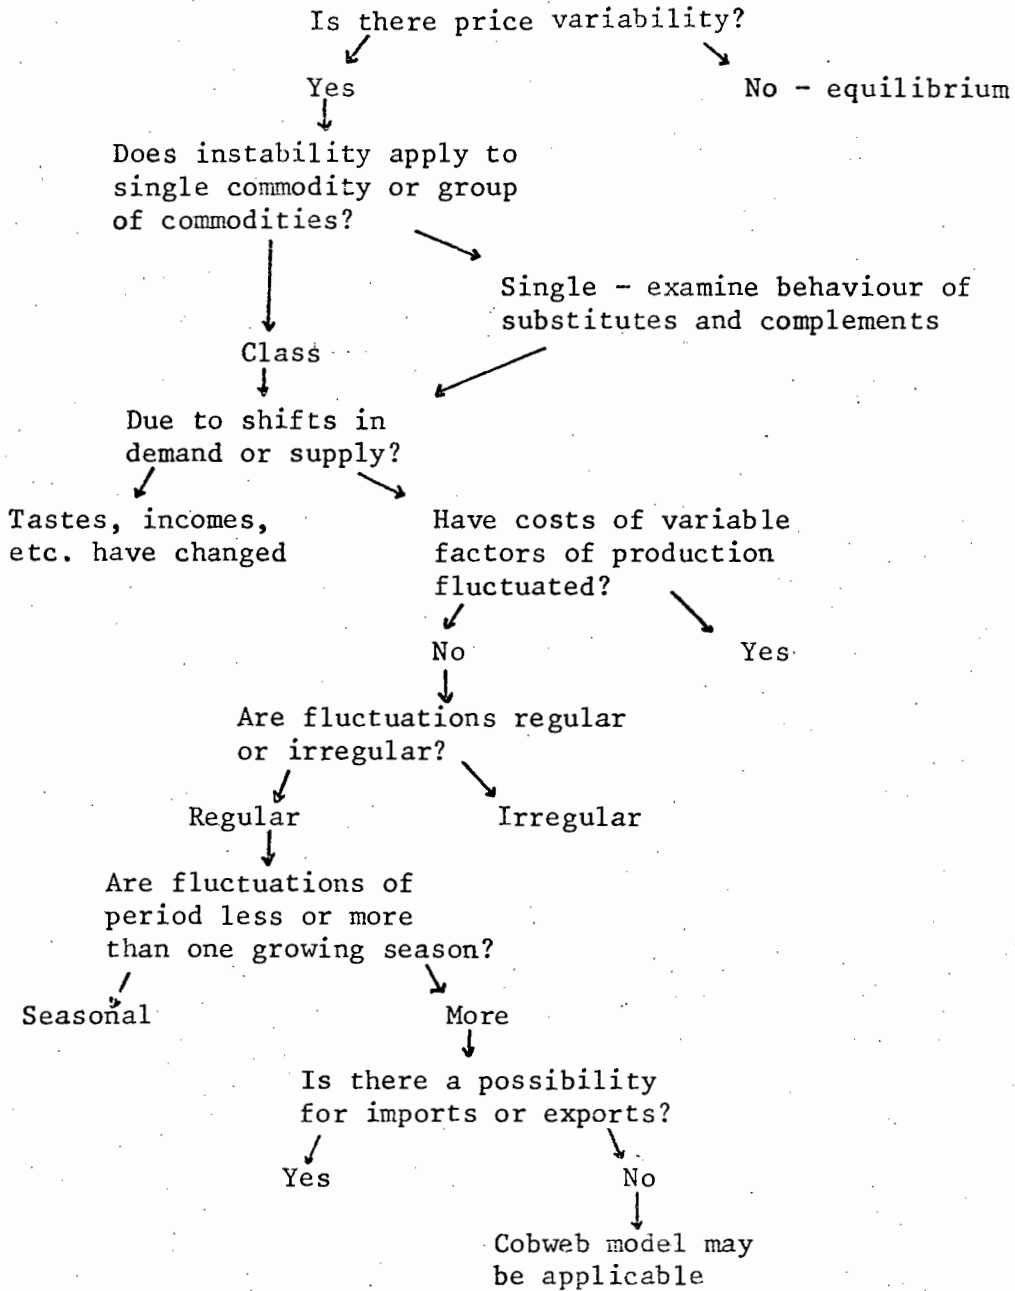 Is there price variability?
Yes
No - equilibrium
Does instability apply to
single commodity or group
of commodities?
Single - examine behaviour of
substitutes and complements
Class
Due to shifts in
demand or supply?
Tastes, incomes,
etc. have changed
Have costs of variable
factors of production
fluctuated?
No
Yes
Are fluctuations regular
or irregular?
Regular
Irregular
Are fluctuations of
period less or more
than one growing season?
Seasonal
More
Is there a possibility
for imports or exports?
Yes
No
Cobweb model may
be applicable